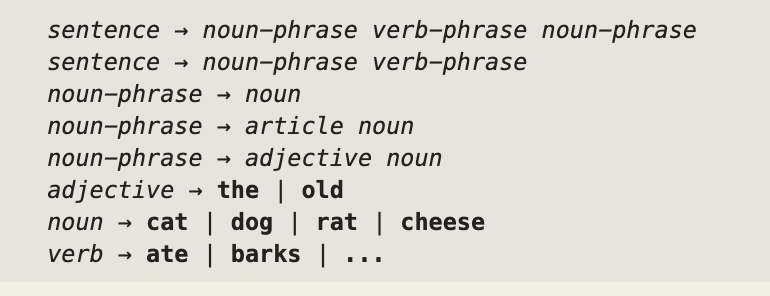 sentence → noun-phrase verb-phrase noun-phrase
sentence → noun-phrase verb-phrase
noun-phrase → noun
noun-phrase → article noun
noun-phrase → adjective noun
adjective → the | old
noun → cat | dog | rat | cheese
verb → ate | barks | ...